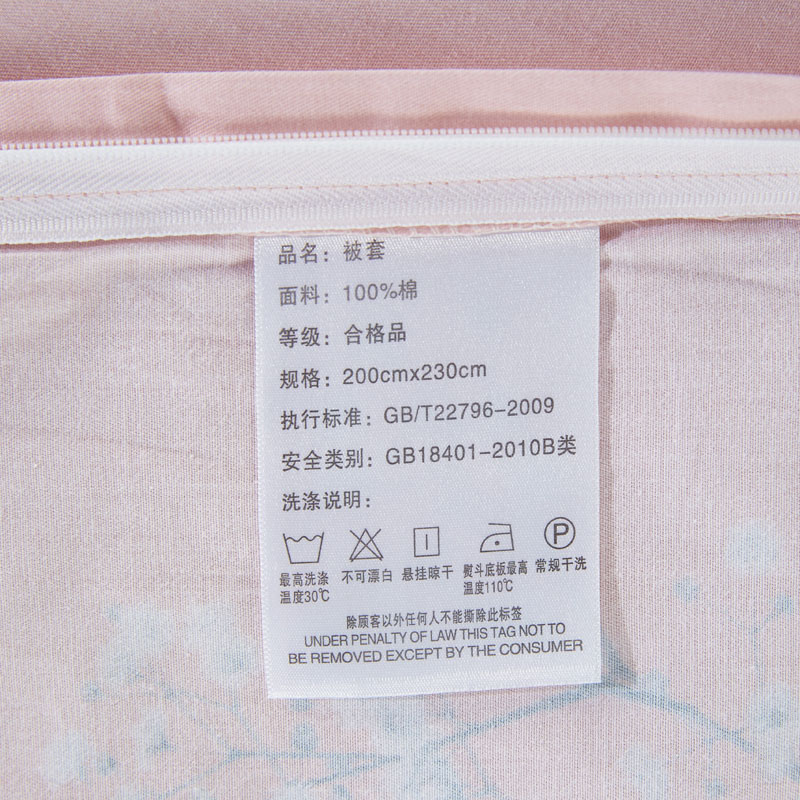 品名：被套
面料：100%棉
等级：合格品
规格：200cmx230cm
执行标准：GB/T22796-2009
安全类别：GB18401-2010B类
洗涤说明：
P
最高洗涤温度30℃
不可漂白
悬挂晾干
熨斗底板最高温度110℃
常规干洗
除顾客以外任何人不能撕除此标签
UNDER PENALTY OF LAW THIS TAG NOT TO
BE REMOVED EXCEPT BY THE CONSUMER